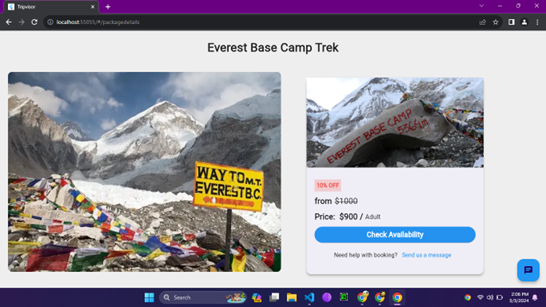 Tripvisor
localhost:55055/#/packagedetails
Everest Base Camp Trek
WAY TO MT.
EVEREST B.C.
EVEREST BASE CAMP
5364M
10% OFF
from $1000
Price: $900 / Adult
Check Availability
Need help with booking? Send us a message
Search
2:06 PM
3/5/2024